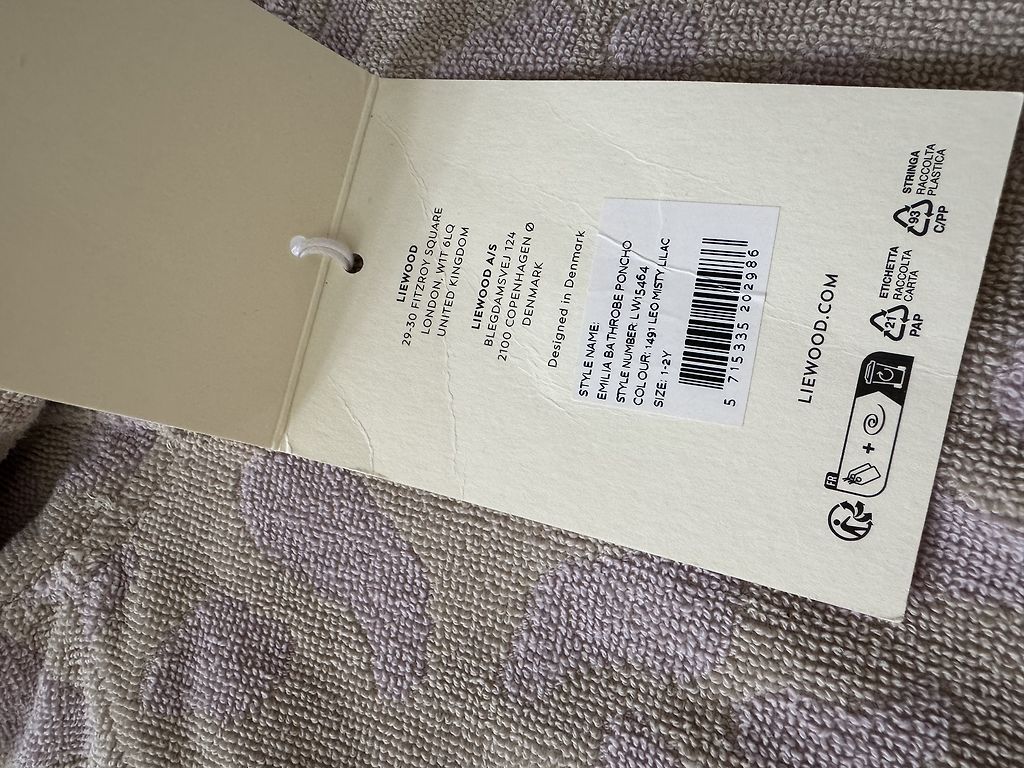 LIEWOOD
29-30 FITZROY SQUARE
LONDON, W1T 6LQ
UNITED KINGDOM
LIEWOOD A/S
BLEGDAMSVEJ 124
2100 COPENHAGEN Ø
DENMARK
Designed in Denmark
STYLE NAME:
EMILIA BATHROBE PONCHO
STYLE NUMBER: LW15464
COLOUR: 1491 LEO MISTY LILAC
SIZE: 1-2Y
5 715335 202986
LIEWOOD.COM
FR
+
21
PAP
ETICHETTA
RACCOLTA
CARTA
93
C/PP
STRINGA
RACCOLTA
PLASTICA